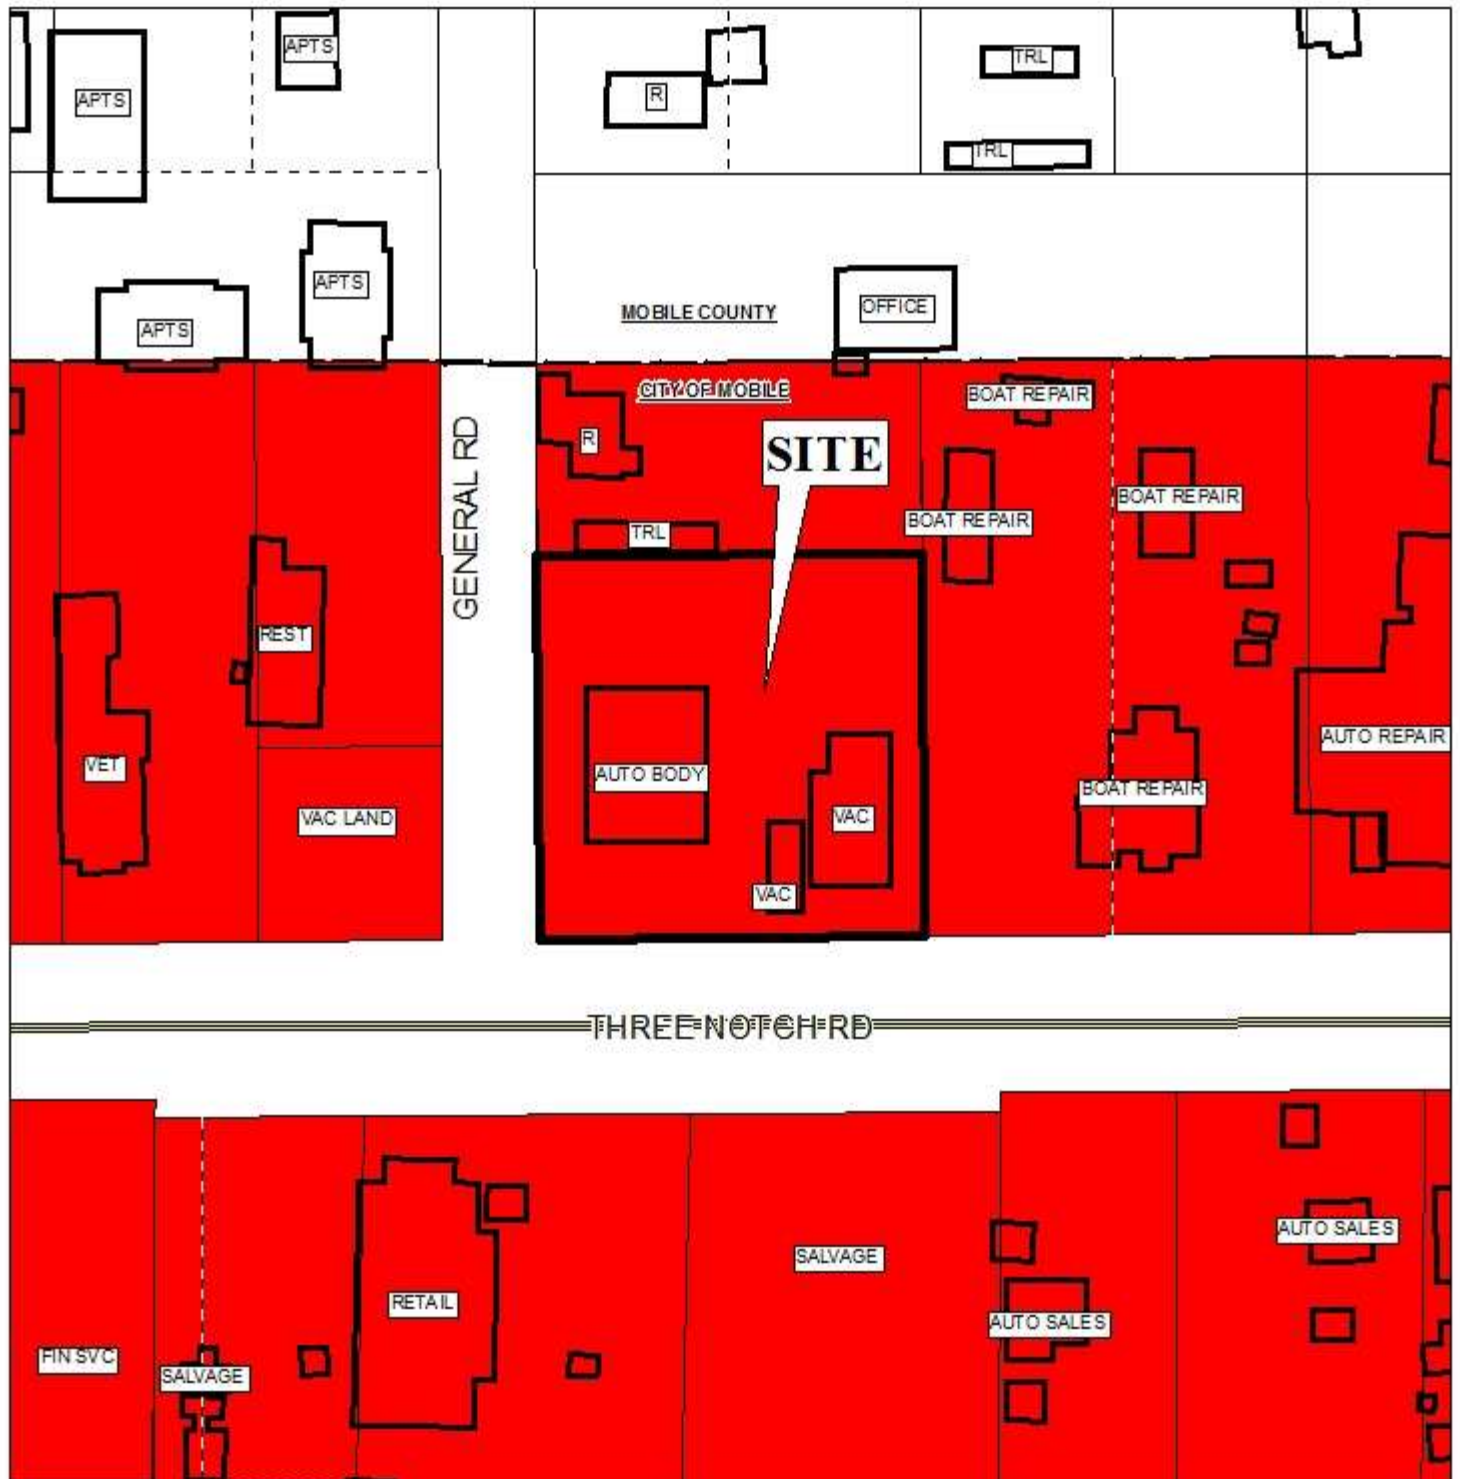 APTS
APTS
R
TRL
TRL
APTS
APTS
MOBILE COUNTY
OFFICE
CITY OF MOBILE
BOAT REPAIR
R
SITE
BOAT REPAIR
BOAT REPAIR
TRL
GENERAL RD
REST
VET
VAC LAND
AUTO BODY
VAC
VAC
BOAT REPAIR
AUTO REPAIR
THREE NOTCH RD
SALVAGE
AUTO SALES
RETAIL
AUTO SALES
FIN SVC
SALVAGE